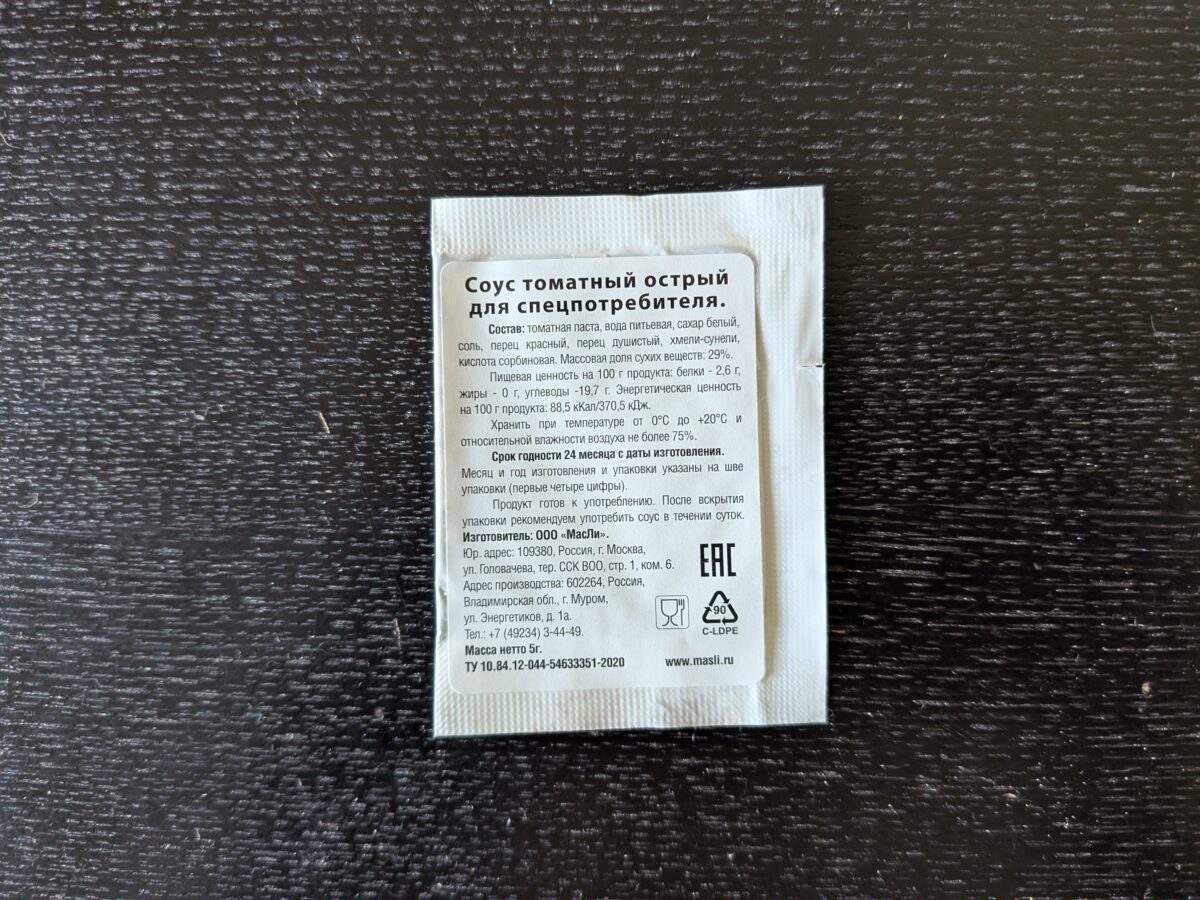 Соус томатный острый
для спецпотребителя.
Состав: томатная паста, вода питьевая, сахар белый,
соль, перец красный, перец душистый, хмели-сунели,
кислота сорбиновая. Массовая доля сухих веществ: 29%.
Пищевая ценность на 100 г продукта: белки - 2,6 г,
жиры - 0 г, углеводы -19,7 г. Энергетическая ценность
на 100 г продукта: 88,5 кКал/370,5 кДж.
Хранить при температуре от 0°С до +20°С и
относительной влажности воздуха не более 75%.
Срок годности 24 месяца с даты изготовления.
Месяц и год изготовления и упаковки указаны на шве
упаковки (первые четыре цифры).
Продукт готов к употреблению. После вскрытия
упаковки рекомендуем употребить соус в течении суток.
Изготовитель: ООО «МасЛи».
Юр. адрес: 109380, Россия, г. Москва,
ул. Головачева, тер. ССК ВОО, стр. 1, ком. 6.
Адрес производства: 602264, Россия,
Владимирская обл., г. Муром,
ул. Энергетиков, д. 1а.
Тел.: +7 (49234) 3-44-49.
Масса нетто 5г.
ТУ 10.84.12-044-54633351-2020
EAC
90
C-LDPE
www.masli.ru